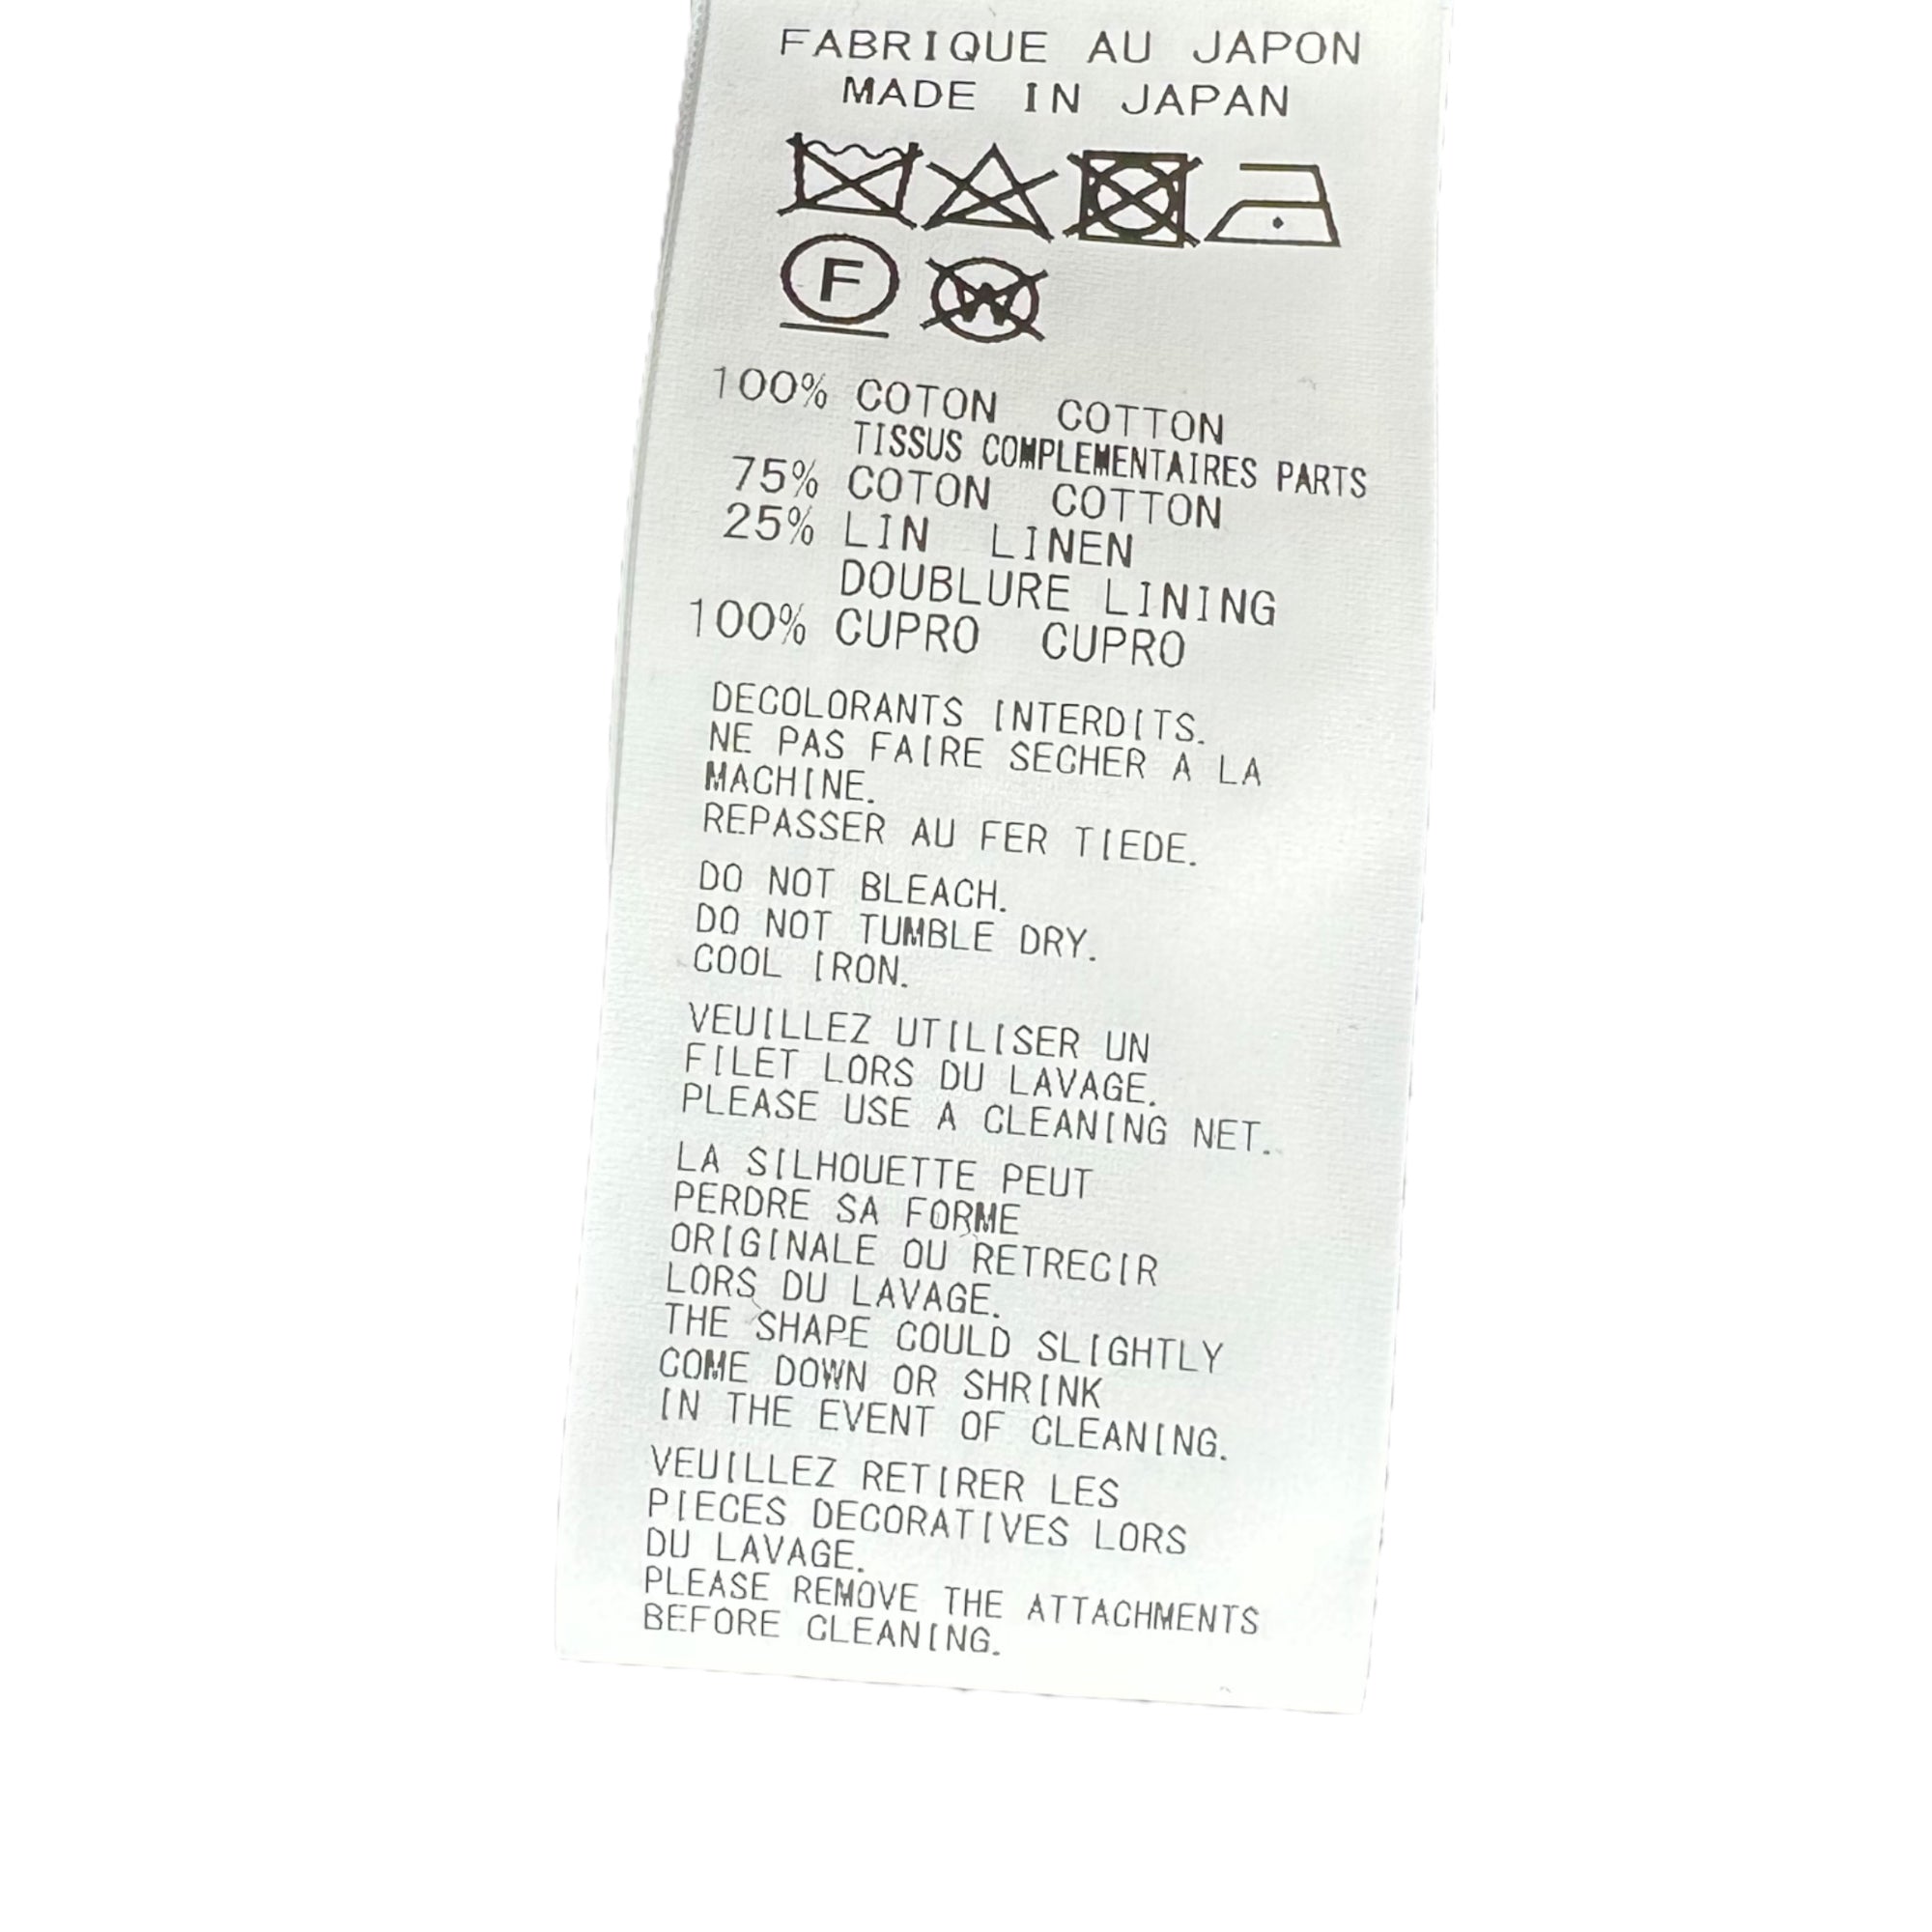 FABRIQUE AU JAPON
MADE IN JAPAN
F W
100% COTON COTTON
TISSUS COMPLEMENTAIRES PARTS
75% COTON COTTON
25% LIN LINEN
DOUBLURE LINING
100% CUPRO CUPRO
DECOLORANTS INTERDITS.
NE PAS FAIRE SECHER A LA
MACHINE.
REPASSER AU FER TIEDE.
DO NOT BLEACH.
DO NOT TUMBLE DRY.
COOL IRON.
VEUILLEZ UTILISER UN
FILET LORS DU LAVAGE.
PLEASE USE A CLEANING NET.
LA SILHOUETTE PEUT
PERDRE SA FORME
ORIGINALE OU RETRECIR
LORS DU LAVAGE.
THE SHAPE COULD SLIGHTLY
COME DOWN OR SHRINK
IN THE EVENT OF CLEANING.
VEUILLEZ RETIRER LES
PIECES DECORATIVES LORS
DU LAVAGE.
PLEASE REMOVE THE ATTACHMENTS
BEFORE CLEANING.